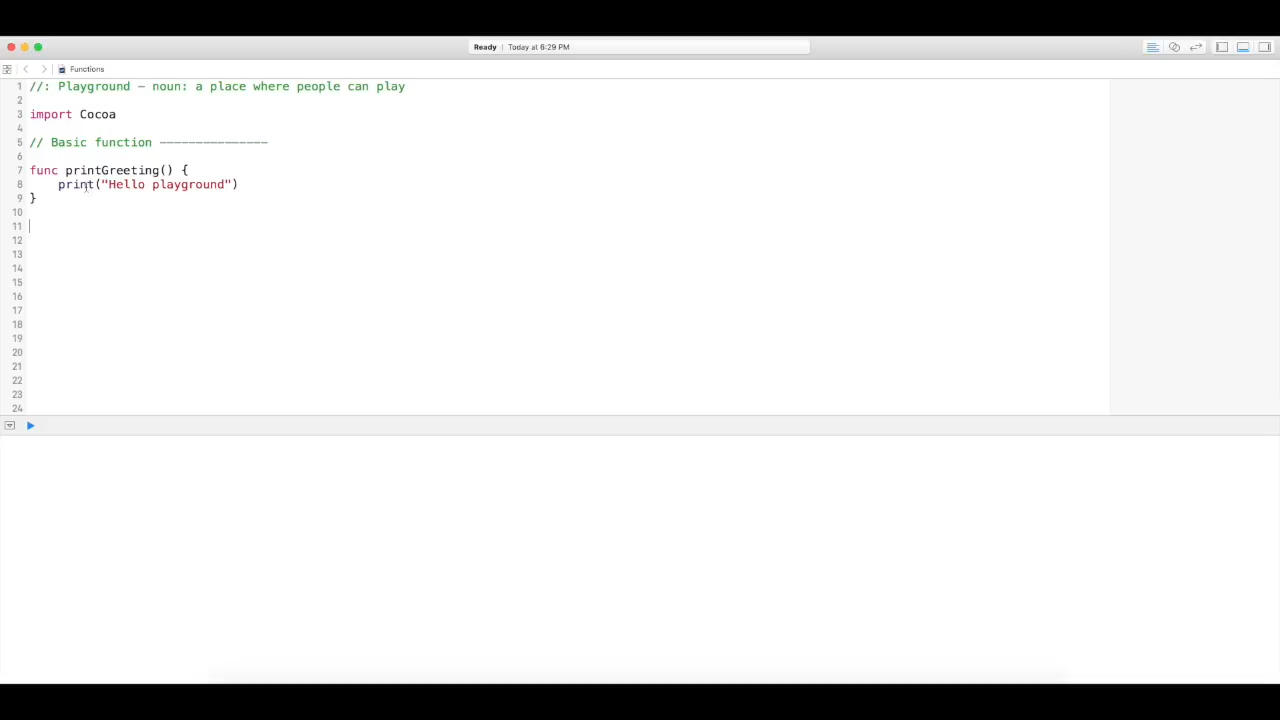 Ready | Today at 6:29 PM
Functions
1 //: Playground - noun: a place where people can play
2
3 import Cocoa
4
5 // Basic function ---------------
6
7 func printGreeting() {
8     print("Hello playground")
9 }
10
11
12
13
14
15
16
17
18
19
20
21
22
23
24